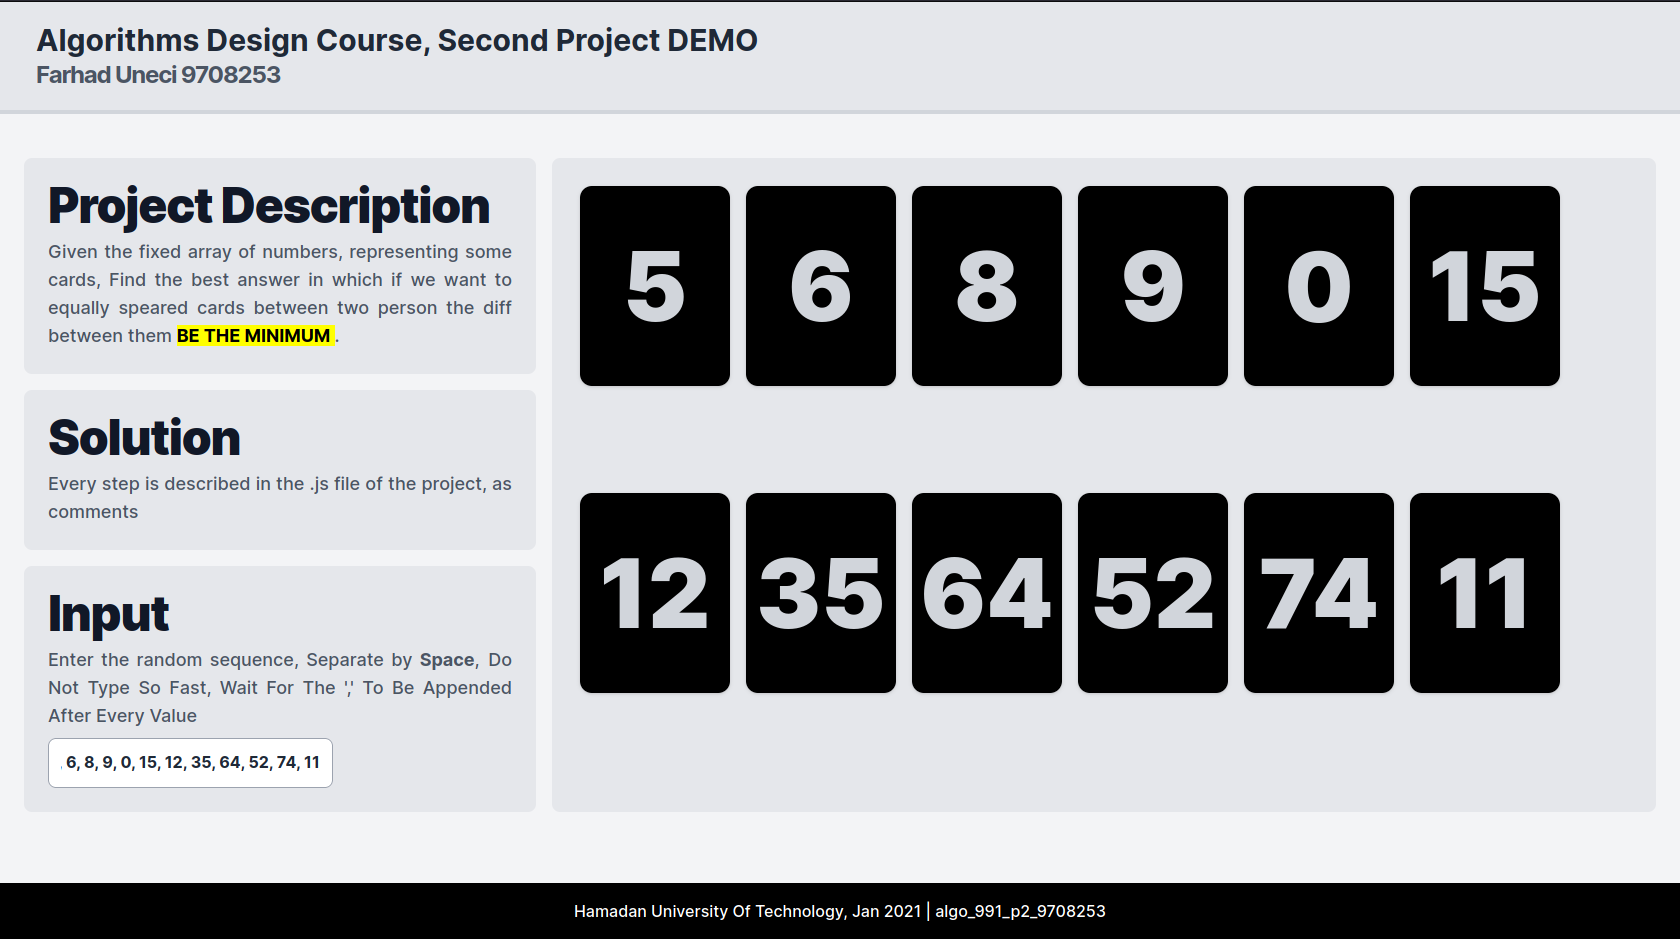 Algorithms Design Course, Second Project DEMO
Farhad Uneci 9708253
Project Description
Given the fixed array of numbers, representing some
cards, Find the best answer in which if we want to
equally speared cards between two person the diff
between them BE THE MINIMUM .
Solution
Every step is described in the .js file of the project, as
comments
Input
Enter the random sequence, Separate by Space, Do
Not Type So Fast, Wait For The ',' To Be Appended
After Every Value
, 6, 8, 9, 0, 15, 12, 35, 64, 52, 74, 11
5 6 8 9 0 15
12 35 64 52 74 11
Hamadan University Of Technology, Jan 2021 | algo_991_p2_9708253